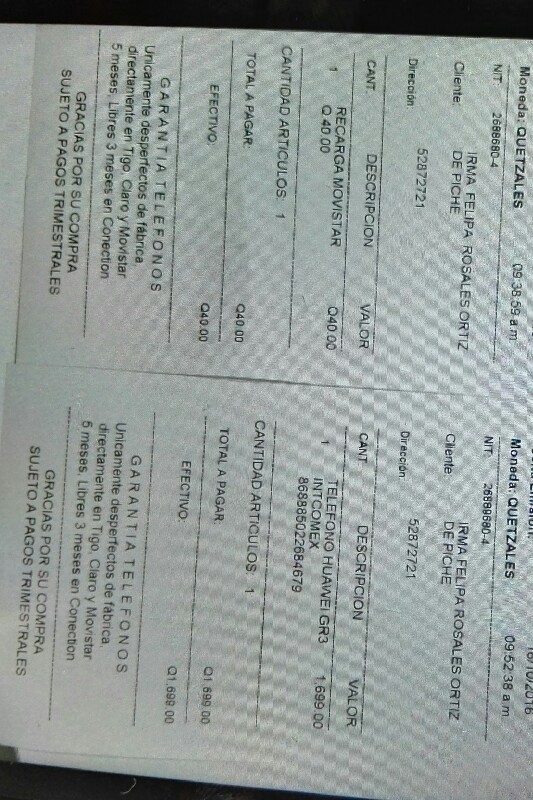 Moneda: QUETZALES 09:38:59 a.m
NIT: 2688680-4
Cliente: IRMA FELIPA ROSALES ORTIZ
DE PICHE
Dirección: 52872721
CANT. DESCRIPCION VALOR
1 RECARGA MOVISTAR Q40.00
Q 40.00
CANTIDAD ARTICULOS: 1
TOTAL A PAGAR: Q40.00
EFECTIVO: Q40.00
GARANTIA TELEFONOS
Unicamente desperfectos de fábrica,
directamente en Tigo, Claro y Movistar
5 meses, Libres 3 meses en Conection
GRACIAS POR SU COMPRA
SUJETO A PAGOS TRIMESTRALES
18/10/2016
Moneda: QUETZALES 09:52:38 a.m
NIT: 26889680-4
Cliente: IRMA FELIPA ROSALES ORTIZ
DE PICHE
Dirección: 52872721
CANT. DESCRIPCION VALOR
1 TELEFONO HUAWEI GR3 1,699.00
INTCOMEX
868885022684679
CANTIDAD ARTICULOS: 1
TOTAL A PAGAR: Q1,699.00
EFECTIVO: Q1,699.00
GARANTIA TELEFONOS
Unicamente desperfectos de fábrica,
directamente en Tigo, Claro y Movistar
5 meses, Libres 3 meses en Conection
GRACIAS POR SU COMPRA
SUJETO A PAGOS TRIMESTRALES